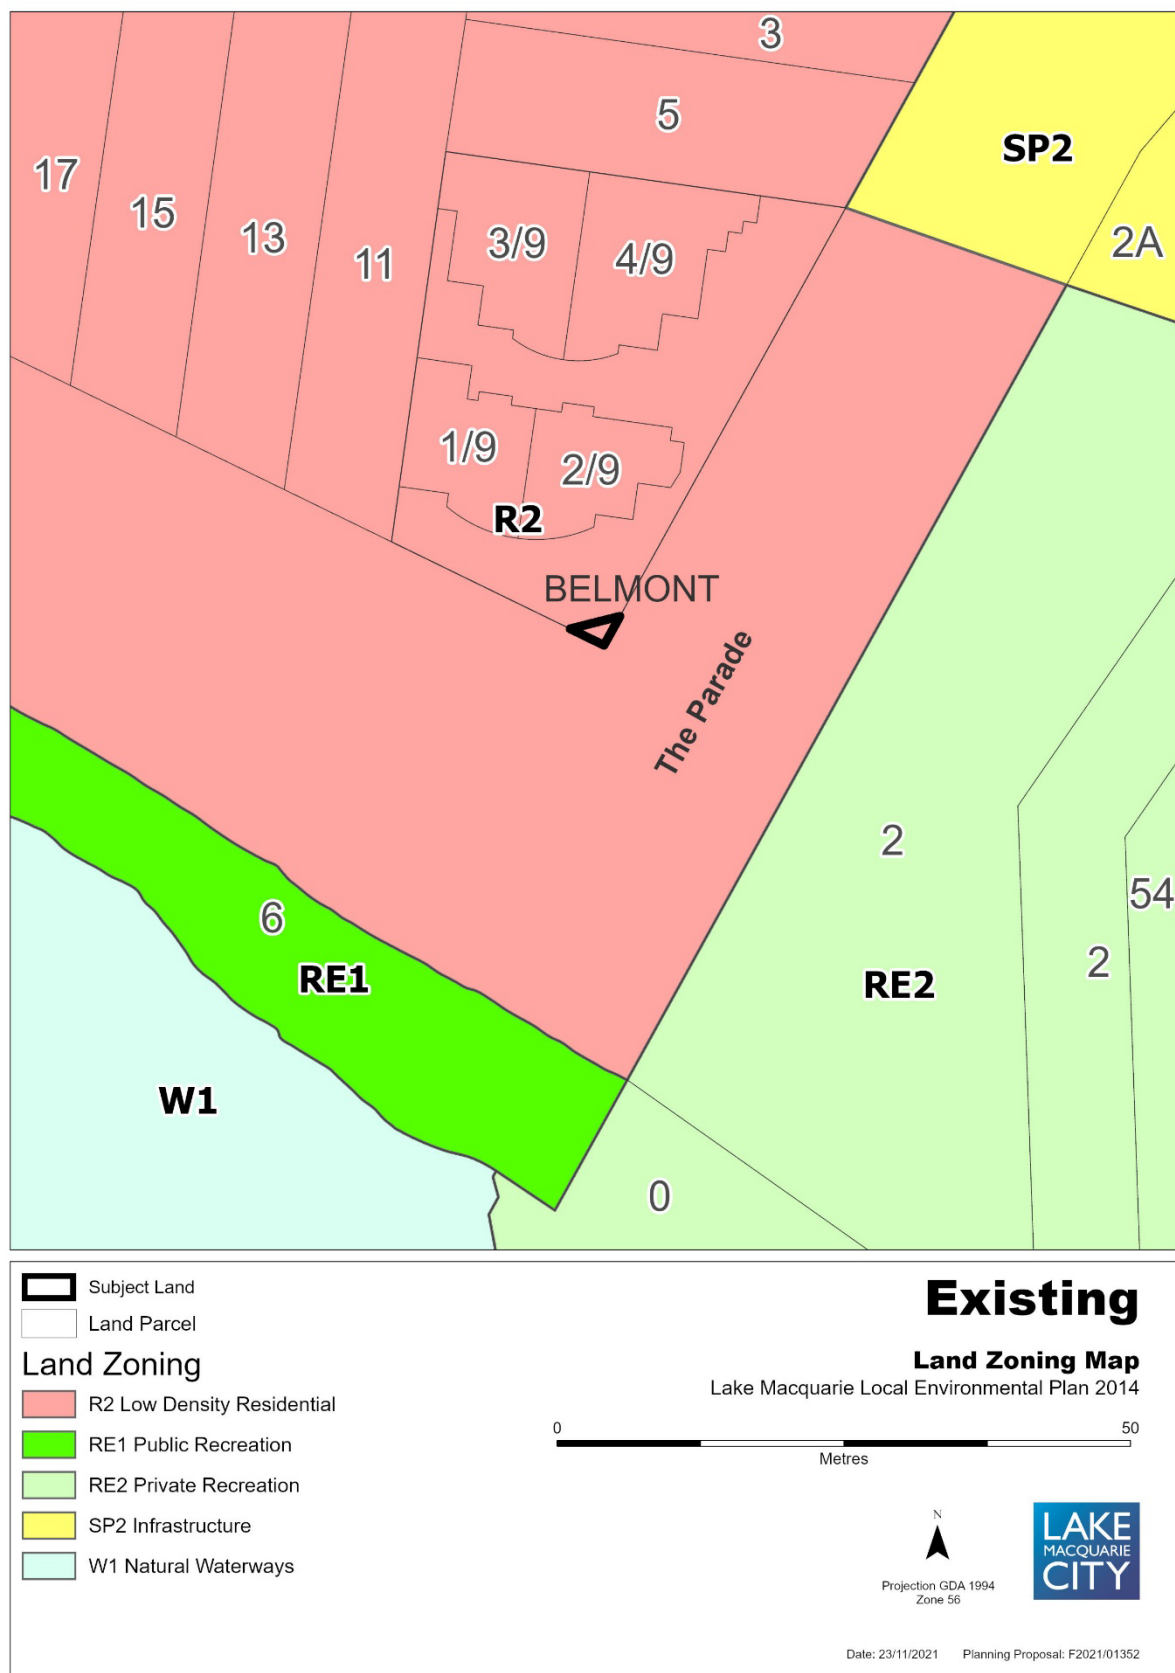 3
5
SP2
17
15
13
11
3/9
4/9
2A
1/9
2/9
R2
BELMONT
The Parade
2
54
6
2
RE1
RE2
W1
0
Subject Land
Land Parcel
Land Zoning
R2 Low Density Residential
RE1 Public Recreation
RE2 Private Recreation
SP2 Infrastructure
W1 Natural Waterways
Existing
Land Zoning Map
Lake Macquarie Local Environmental Plan 2014
0 50
Metres
N
Projection GDA 1994
Zone 56
LAKE
MACQUARIE
CITY
Date: 23/11/2021 Planning Proposal: F2021/01352